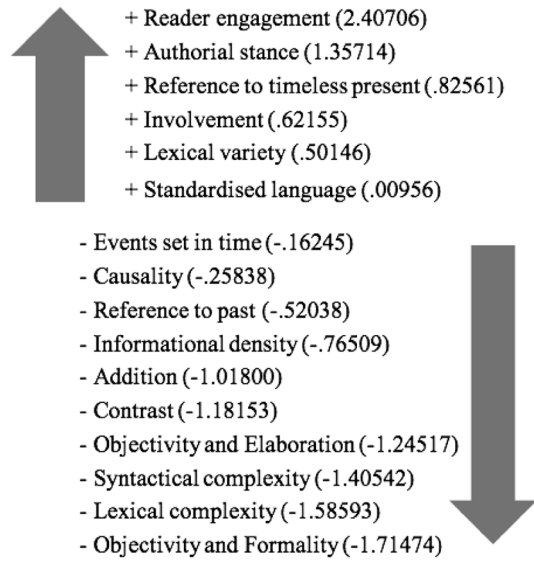 + Reader engagement (2.40706)
+ Authorial stance (1.35714)
+ Reference to timeless present (.82561)
+ Involvement (.62155)
+ Lexical variety (.50146)
+ Standardised language (.00956)
- Events set in time (-.16245)
- Causality (-.25838)
- Reference to past (-.52038)
- Informational density (-.76509)
- Addition (-1.01800)
- Contrast (-1.18153)
- Objectivity and Elaboration (-1.24517)
- Syntactical complexity (-1.40542)
- Lexical complexity (-1.58593)
- Objectivity and Formality (-1.71474)